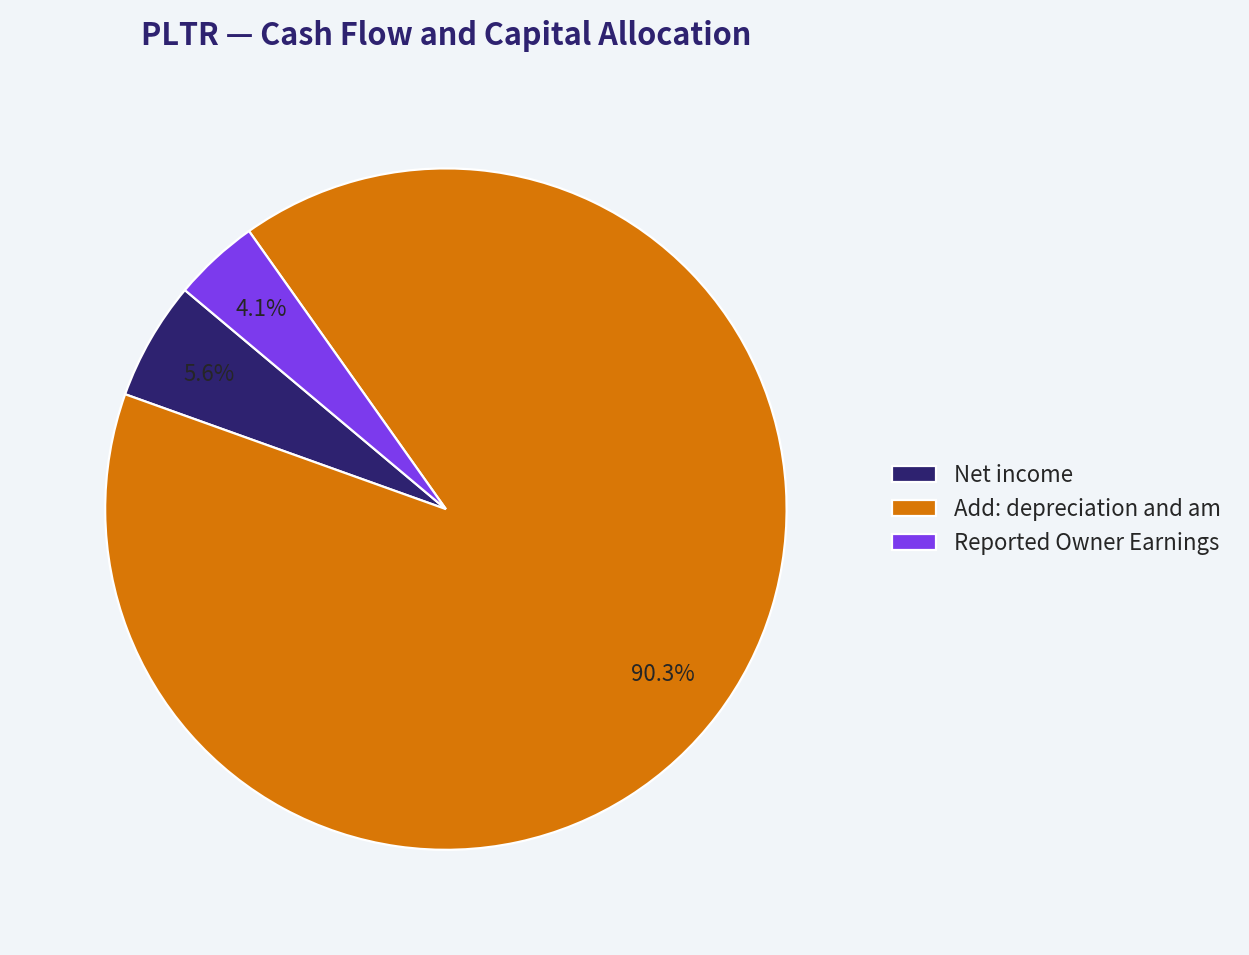 PLTR — Cash Flow and Capital Allocation
4.1%
5.6%
Net income
Add: depreciation and am
Reported Owner Earnings
90.3%